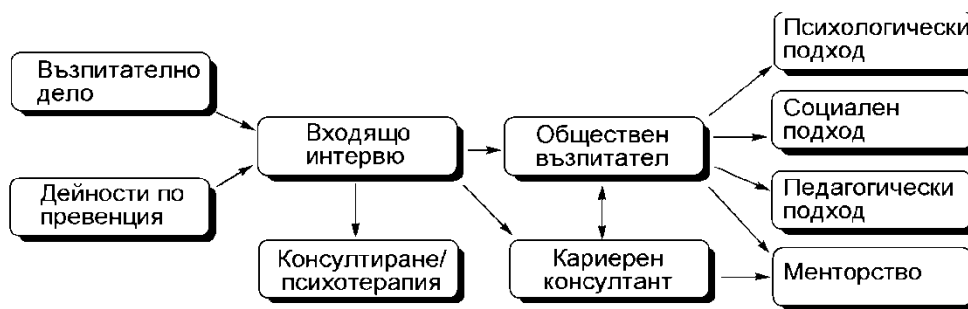 Възпитателно
дело
Дейности по
превенция
Входящо
интервю
Консултиране/
психотерапия
Обществен
възпитател
Кариерен
консултант
Психологически
подход
Социален
подход
Педагогически
подход
Менторство